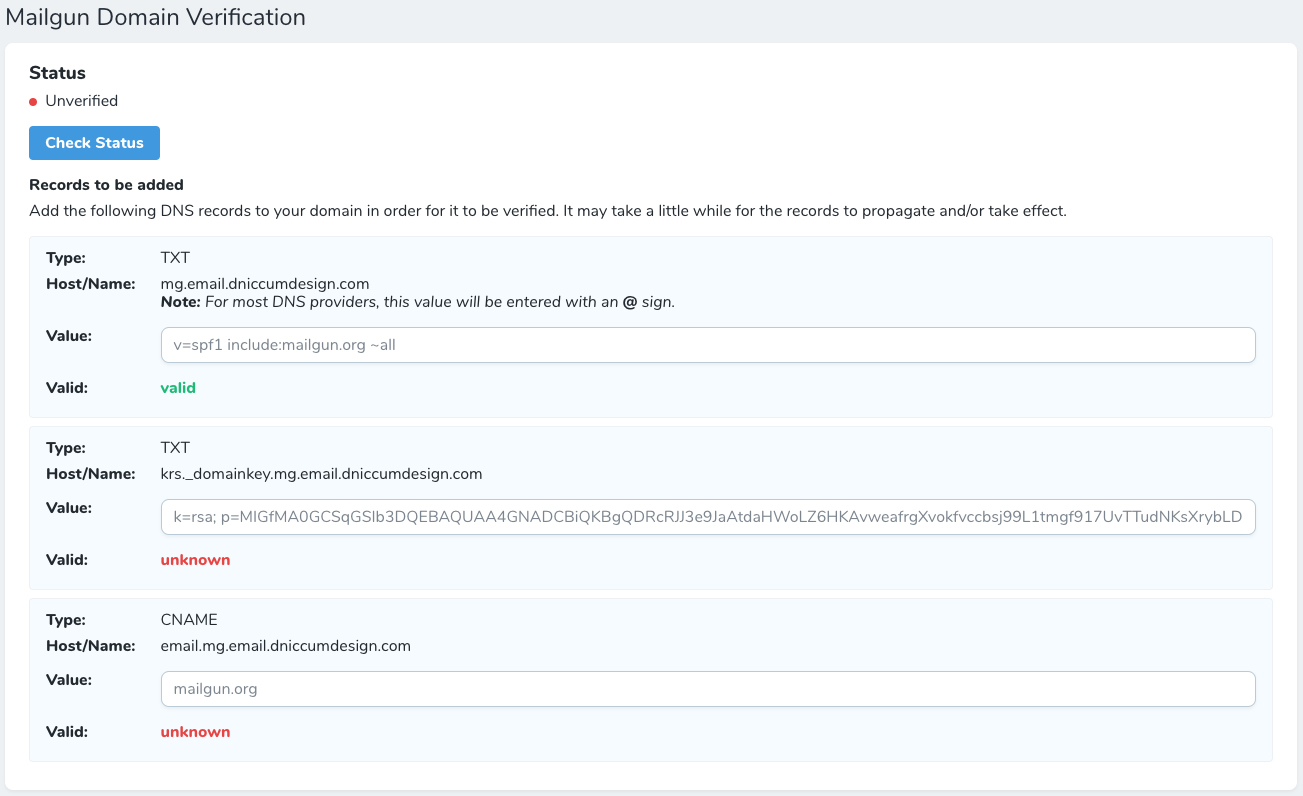 Mailgun Domain Verification
Status
Unverified
Check Status
Records to be added
Add the following DNS records to your domain in order for it to be verified. It may take a little while for the records to propagate and/or take effect.
Type: TXT
Host/Name: mg.email.dniccumdesign.com
Note: For most DNS providers, this value will be entered with an @ sign.
Value: v=spf1 include:mailgun.org ~all
Valid: valid
Type: TXT
Host/Name: krs._domainkey.mg.email.dniccumdesign.com
Value: k=rsa; p=MIGfMA0GCSqGSIb3DQEBAQUAA4GNADCBiQKBgQDRcRJJ3e9JaAtdaHWoLZ6HKAvweafrgXvokfvccbsj99L1tmgf917UvTTudNKsXrybLD
Valid: unknown
Type: CNAME
Host/Name: email.mg.email.dniccumdesign.com
Value: mailgun.org
Valid: unknown